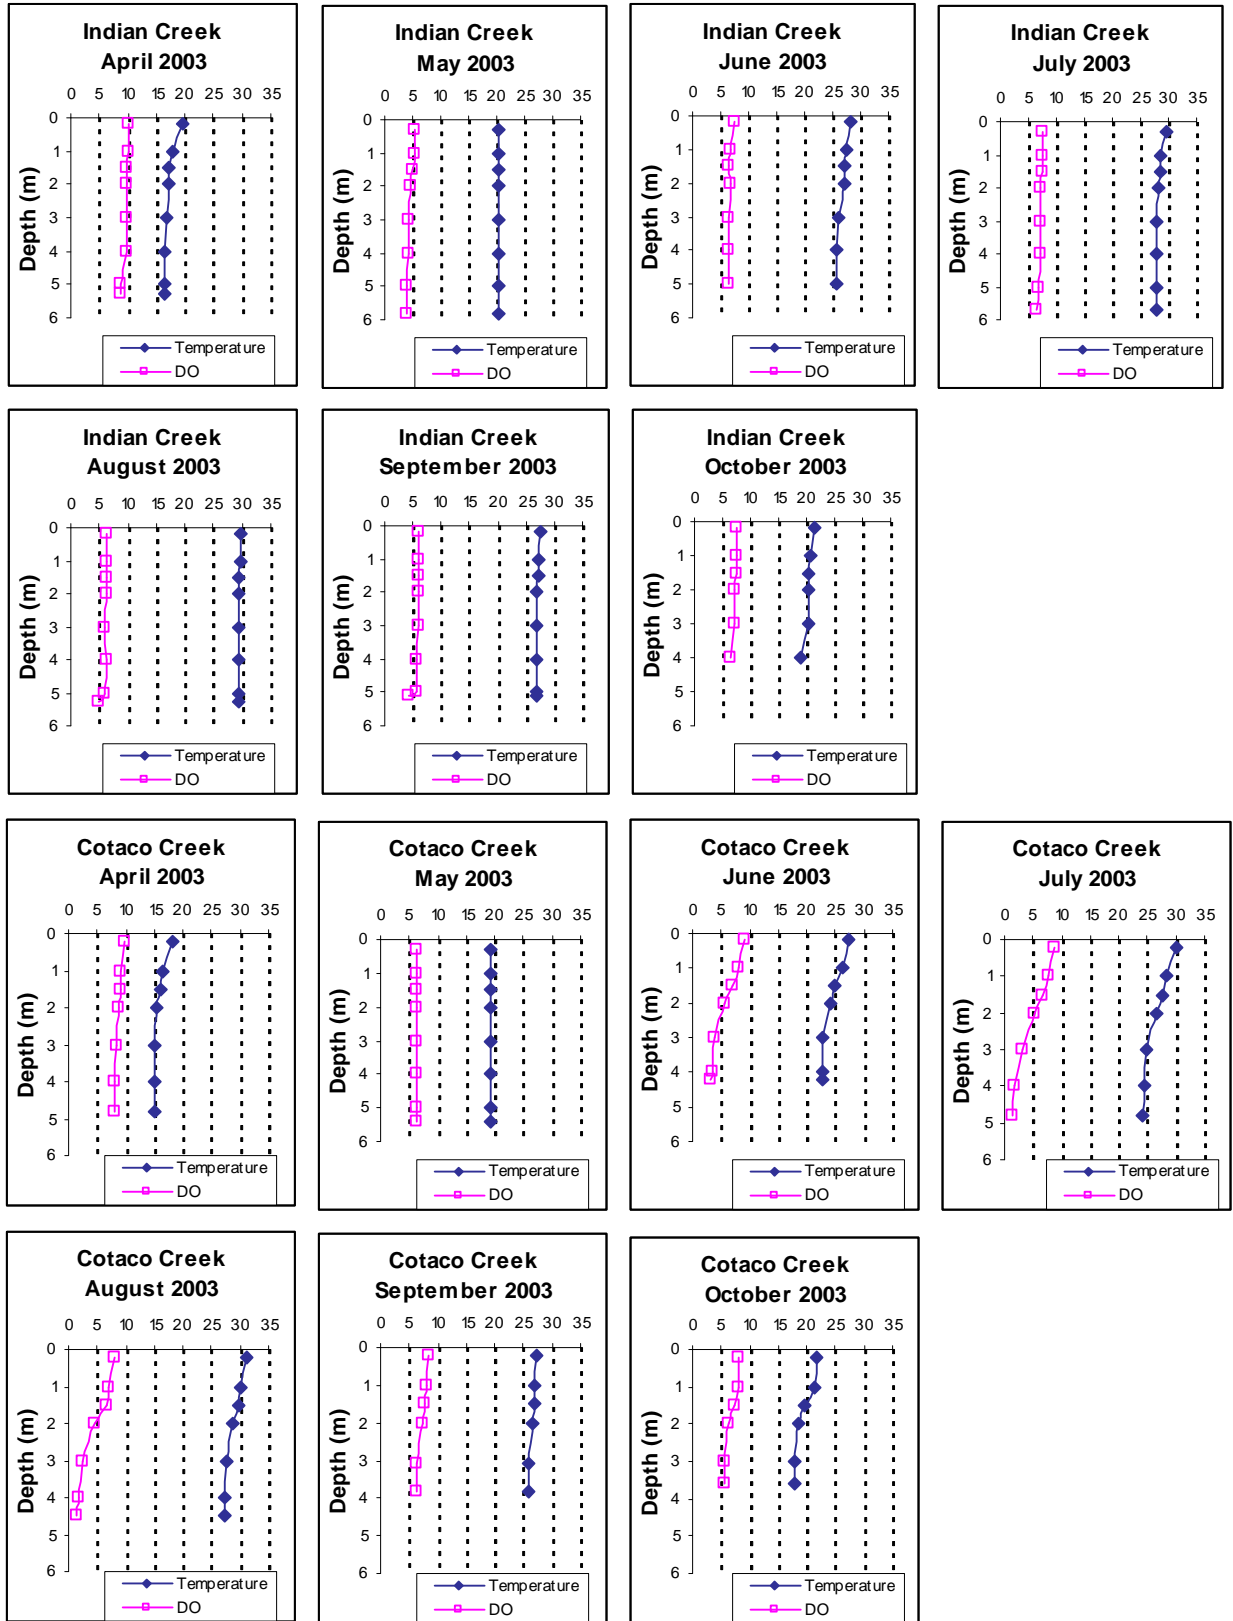 Indian Creek
April 2003
0 5 10 15 20 25 30 35
0
1
2
3
4
5
6
Depth (m)
Temperature
DO
Indian Creek
May 2003
0 5 10 15 20 25 30 35
0
1
2
3
4
5
6
Depth (m)
Temperature
DO
Indian Creek
June 2003
0 5 10 15 20 25 30 35
0
1
2
3
4
5
6
Depth (m)
Temperature
DO
Indian Creek
July 2003
0 5 10 15 20 25 30 35
0
1
2
3
4
5
6
Depth (m)
Temperature
DO
Indian Creek
August 2003
0 5 10 15 20 25 30 35
0
1
2
3
4
5
6
Depth (m)
Temperature
DO
Indian Creek
September 2003
0 5 10 15 20 25 30 35
0
1
2
3
4
5
6
Depth (m)
Temperature
DO
Indian Creek
October 2003
0 5 10 15 20 25 30 35
0
1
2
3
4
5
6
Depth (m)
Temperature
DO
Cotaco Creek
April 2003
0 5 10 15 20 25 30 35
0
1
2
3
4
5
6
Depth (m)
Temperature
DO
Cotaco Creek
May 2003
0 5 10 15 20 25 30 35
0
1
2
3
4
5
6
Depth (m)
Temperature
DO
Cotaco Creek
June 2003
0 5 10 15 20 25 30 35
0
1
2
3
4
5
6
Depth (m)
Temperature
DO
Cotaco Creek
July 2003
0 5 10 15 20 25 30 35
0
1
2
3
4
5
6
Depth (m)
Temperature
DO
Cotaco Creek
August 2003
0 5 10 15 20 25 30 35
0
1
2
3
4
5
6
Depth (m)
Temperature
DO
Cotaco Creek
September 2003
0 5 10 15 20 25 30 35
0
1
2
3
4
5
6
Depth (m)
Temperature
DO
Cotaco Creek
October 2003
0 5 10 15 20 25 30 35
0
1
2
3
4
5
6
Depth (m)
Temperature
DO